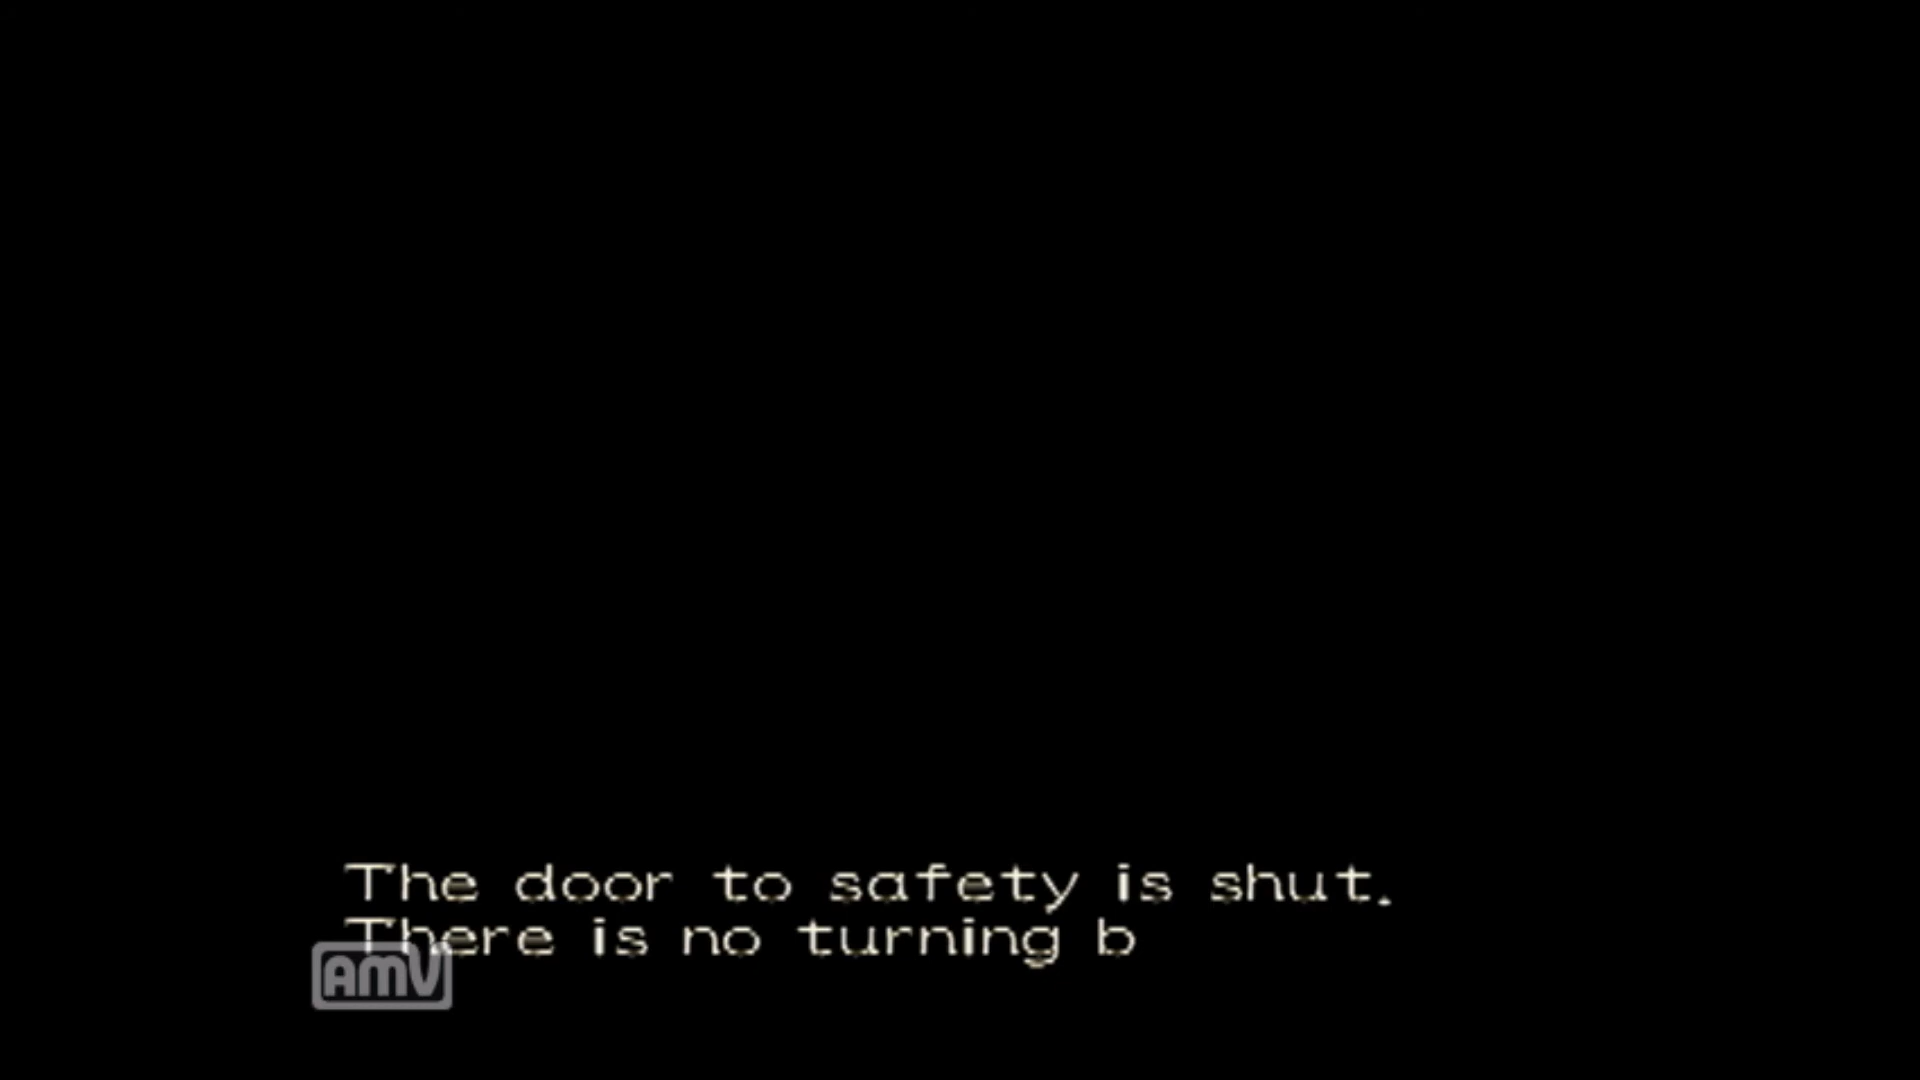 The door to safety is shut.
There is no turning b
AMV